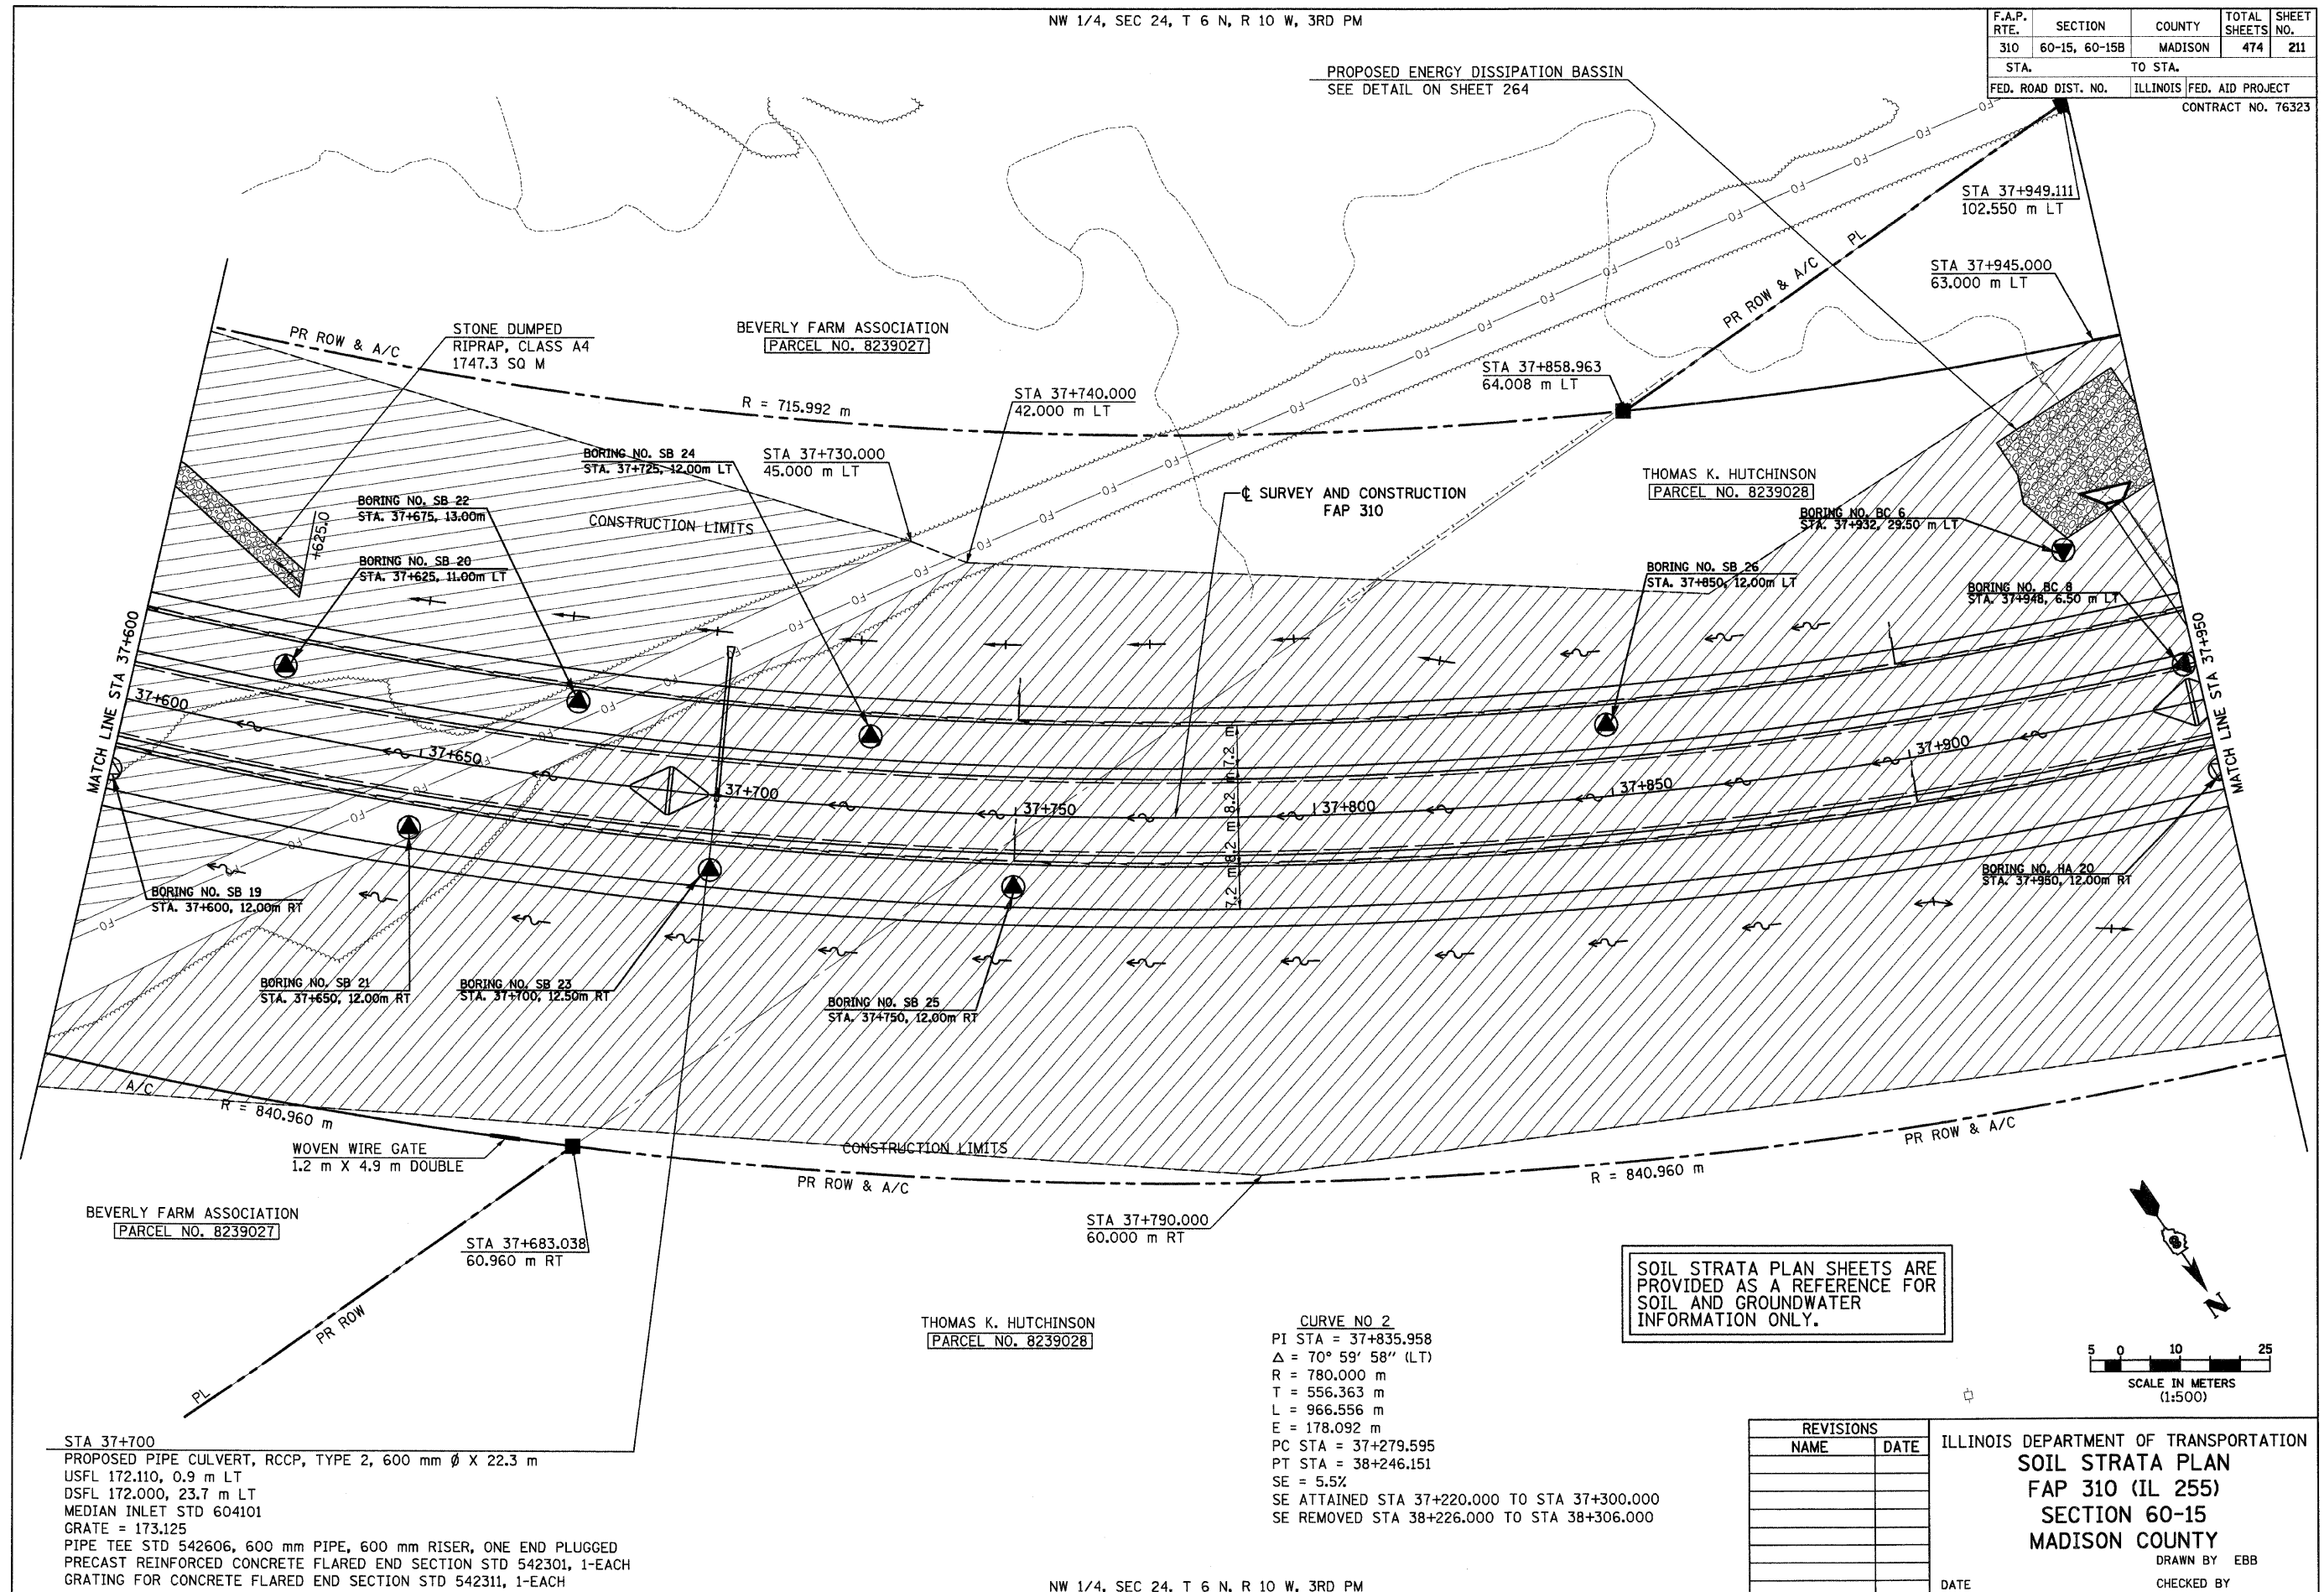 NW 1/4, SEC 24, T 6 N, R 10 W, 3RD PM
F.A.P. RTE.
SECTION
COUNTY
TOTAL SHEETS
SHEET NO.
310
60-15, 60-15B
MADISON
474
211
STA.
TO STA.
FED. ROAD DIST. NO.
ILLINOIS
FED. AID PROJECT
CONTRACT NO. 76323
PROPOSED ENERGY DISSIPATION BASSIN
SEE DETAIL ON SHEET 264
STA 37+949.111
102.550 m LT
STA 37+945.000
63.000 m LT
PL
PR ROW & A/C
STONE DUMPED
RIPRAP, CLASS A4
1747.3 SQ M
PR ROW & A/C
BEVERLY FARM ASSOCIATION
PARCEL NO. 8239027
R = 715.992 m
STA 37+740.000
42.000 m LT
STA 37+858.963
64.008 m LT
BORING NO. SB 24
STA. 37+725, 12.00m LT
STA 37+730.000
45.000 m LT
THOMAS K. HUTCHINSON
PARCEL NO. 8239028
BORING NO. SB 22
STA. 37+675, 13.00m
CONSTRUCTION LIMITS
℄ SURVEY AND CONSTRUCTION
FAP 310
BORING NO. BC 6
STA. 37+932, 29.50 m LT
+625.0
BORING NO. SB 20
STA. 37+625, 11.00m LT
BORING NO. SB 26
STA. 37+850, 12.00m LT
BORING NO. BC 8
STA. 37+948, 6.50 m LT
MATCH LINE STA 37+600
MATCH LINE STA 37+950
37+600
37+650
37+700
37+750
37+800
37+850
37+900
7.2 m
8.2 m
8.2 m
7.2 m
FO
BORING NO. SB 19
STA. 37+600, 12.00m RT
BORING NO. HA 20
STA. 37+950, 12.00m RT
BORING NO. SB 21
STA. 37+650, 12.00m RT
BORING NO. SB 23
STA. 37+700, 12.50m RT
BORING NO. SB 25
STA. 37+750, 12.00m RT
A/C
R = 840.960 m
WOVEN WIRE GATE
1.2 m X 4.9 m DOUBLE
CONSTRUCTION LIMITS
PR ROW & A/C
R = 840.960 m
PR ROW & A/C
BEVERLY FARM ASSOCIATION
PARCEL NO. 8239027
STA 37+683.038
60.960 m RT
STA 37+790.000
60.000 m RT
PR ROW
PL
SOIL STRATA PLAN SHEETS ARE
PROVIDED AS A REFERENCE FOR
SOIL AND GROUNDWATER
INFORMATION ONLY.
N
THOMAS K. HUTCHINSON
PARCEL NO. 8239028
CURVE NO 2
PI STA = 37+835.958
Δ = 70° 59' 58" (LT)
R = 780.000 m
T = 556.363 m
L = 966.556 m
E = 178.092 m
PC STA = 37+279.595
PT STA = 38+246.151
SE = 5.5%
SE ATTAINED STA 37+220.000 TO STA 37+300.000
SE REMOVED STA 38+226.000 TO STA 38+306.000
5 0 10 25
SCALE IN METERS
(1:500)
STA 37+700
PROPOSED PIPE CULVERT, RCCP, TYPE 2, 600 mm Ø X 22.3 m
USFL 172.110, 0.9 m LT
DSFL 172.000, 23.7 m LT
MEDIAN INLET STD 604101
GRATE = 173.125
PIPE TEE STD 542606, 600 mm PIPE, 600 mm RISER, ONE END PLUGGED
PRECAST REINFORCED CONCRETE FLARED END SECTION STD 542301, 1-EACH
GRATING FOR CONCRETE FLARED END SECTION STD 542311, 1-EACH
NW 1/4, SEC 24, T 6 N, R 10 W, 3RD PM
REVISIONS
NAME
DATE
ILLINOIS DEPARTMENT OF TRANSPORTATION
SOIL STRATA PLAN
FAP 310 (IL 255)
SECTION 60-15
MADISON COUNTY
DRAWN BY EBB
DATE
CHECKED BY